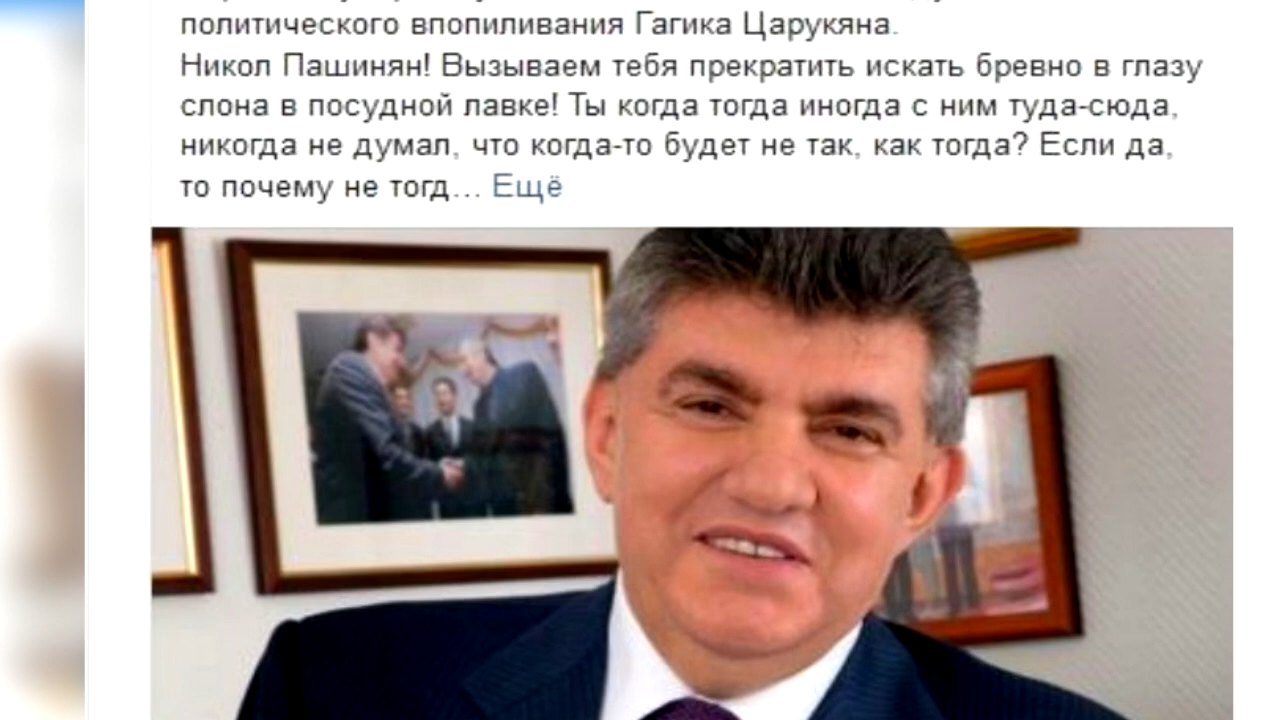 политического впопиливания Гагика Царукяна.
Никол Пашинян! Вызываем тебя прекратить искать бревно в глазу
слона в посудной лавке! Ты когда тогда иногда с ним туда-сюда,
никогда не думал, что когда-то будет не так, как тогда? Если да,
то почему не тогд... Ещё